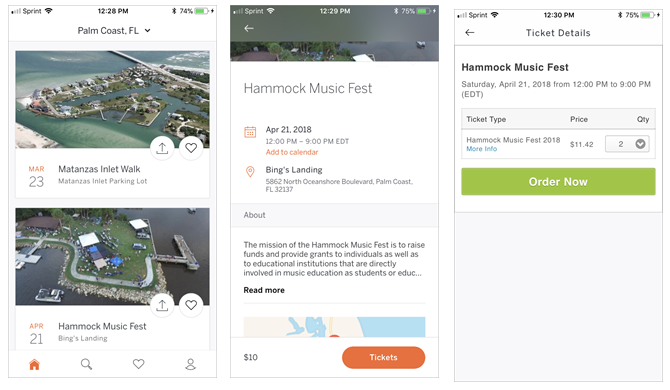 Sprint 12:28 PM 74%
Palm Coast, FL
MAR
23
Matanzas Inlet Walk
Matanzas Inlet Parking Lot
APR
21
Hammock Music Fest
Bing's Landing
Sprint 12:29 PM 75%
Hammock Music Fest
Apr 21, 2018
12:00 PM – 9:00 PM EDT
Add to calendar
Bing's Landing
5862 North Oceanshore Boulevard, Palm Coast,
FL 32137
About
The mission of the Hammock Music Fest is to raise
funds and provide grants to individuals as well as
to educational institutions that are directly
involved in music education as students or educ...
Read more
$10
Tickets
Sprint 12:30 PM 75%
Ticket Details
Hammock Music Fest
Saturday, April 21, 2018 from 12:00 PM to 9:00 PM
(EDT)
Ticket Type Price Qty
Hammock Music Fest 2018 $11.42 2
More Info
Order Now